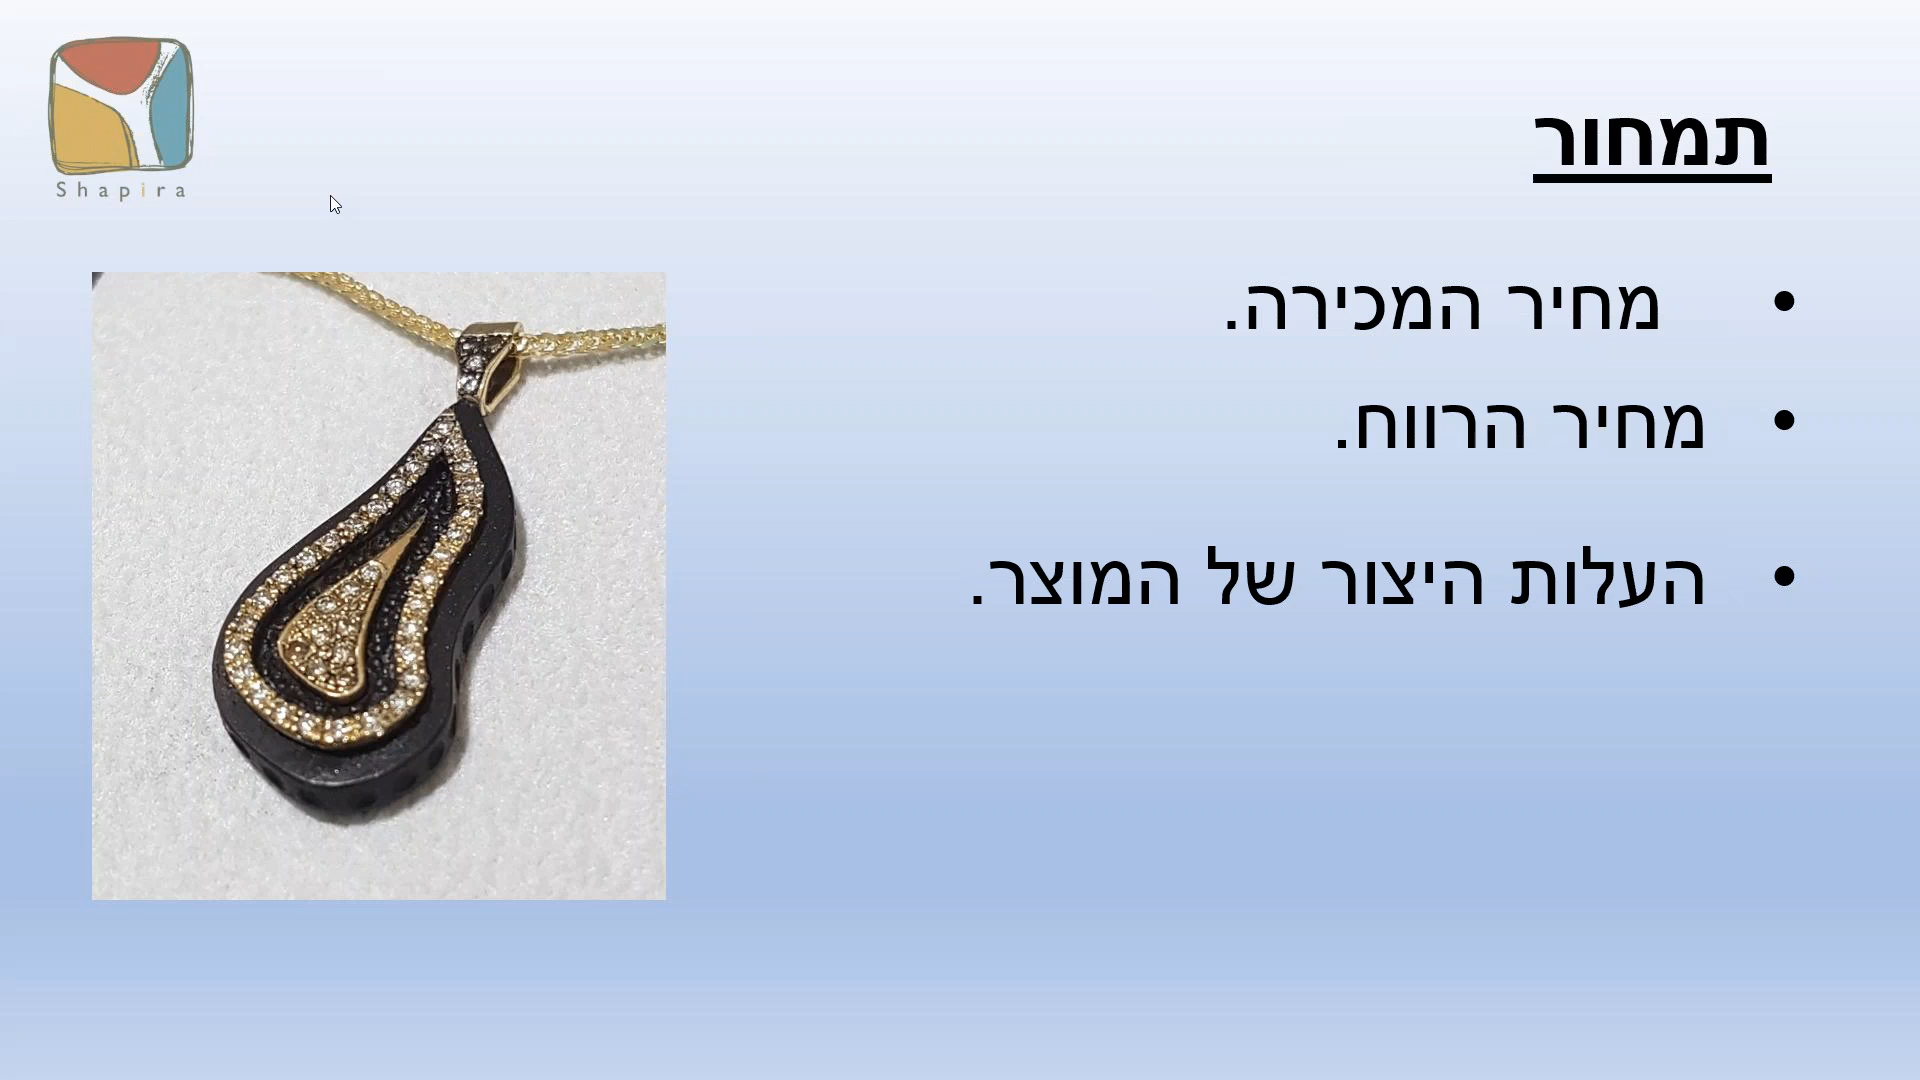 Shapira
תמחור
• מחיר המכירה.
• מחיר הרווח.
• העלות היצור של המוצר.